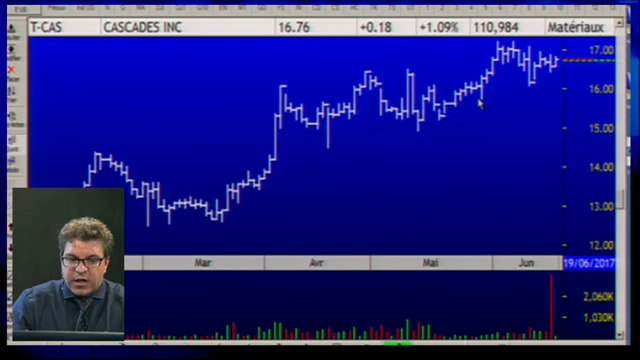 T-CAS CASCADES INC 16.76 +0.18 +1.09% 110,984 Matériaux
17.00
16.00
15.00
14.00
13.00
12.00
Mar Avr Mai Jun 19/06/2017
2,060K
1,030K